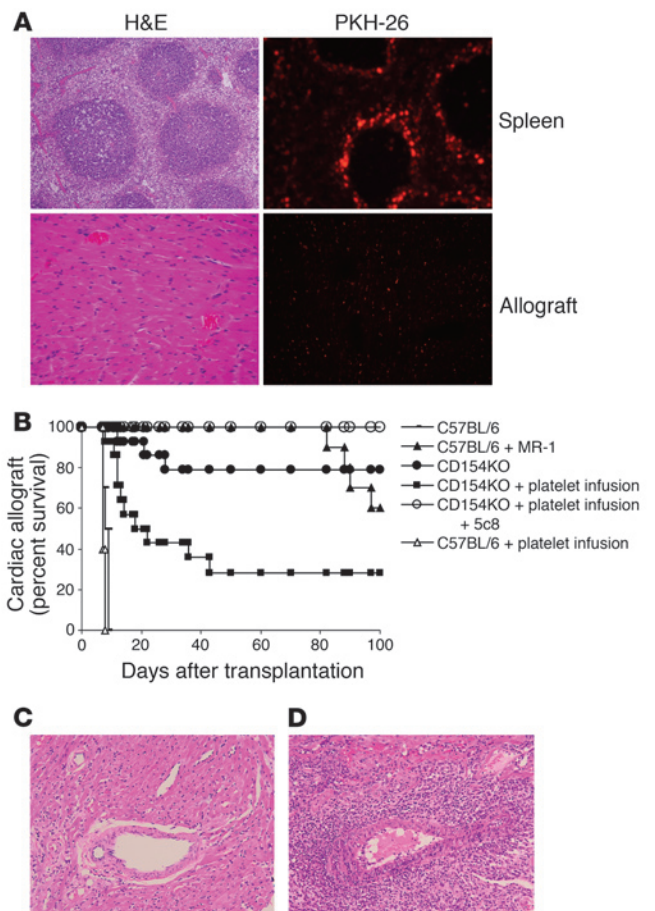 A
H&E
PKH-26
Spleen
Allograft
B
Cardiac allograft
(percent survival)
100
80
60
40
20
0
0
20
40
60
80
100
Days after transplantation
C57BL/6
C57BL/6 + MR-1
CD154KO
CD154KO + platelet infusion
CD154KO + platelet infusion
+ 5c8
C57BL/6 + platelet infusion
C
D